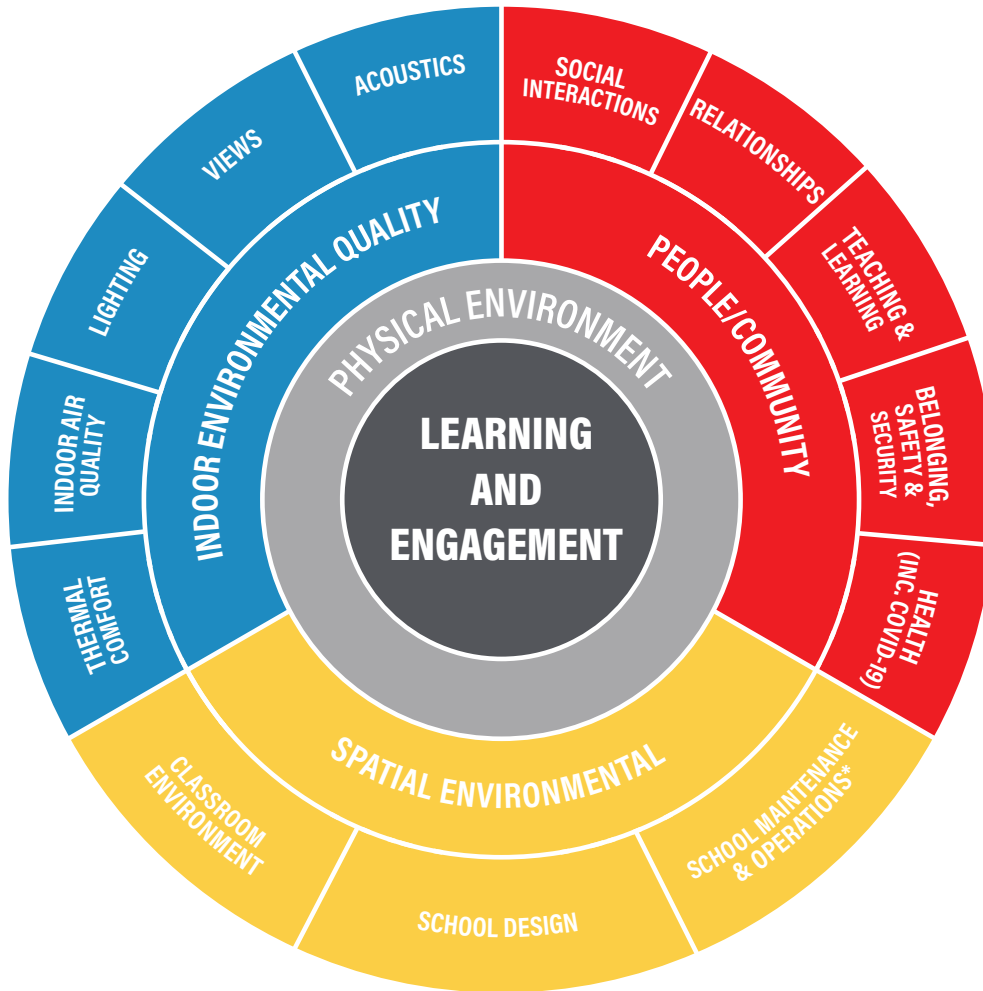 LEARNING
AND
ENGAGEMENT
PHYSICAL ENVIRONMENT
INDOOR ENVIRONMENTAL QUALITY
PEOPLE/COMMUNITY
SPATIAL ENVIRONMENTAL
SOCIAL
INTERACTIONS
RELATIONSHIPS
TEACHING &
LEARNING
BELONGING,
SAFETY &
SECURITY
HEALTH
(INC. COVID-19)
SCHOOL MAINTENANCE
& OPERATIONS*
SCHOOL DESIGN
CLASSROOM
ENVIRONMENT
THERMAL
COMFORT
INDOOR AIR
QUALITY
LIGHTING
VIEWS
ACOUSTICS